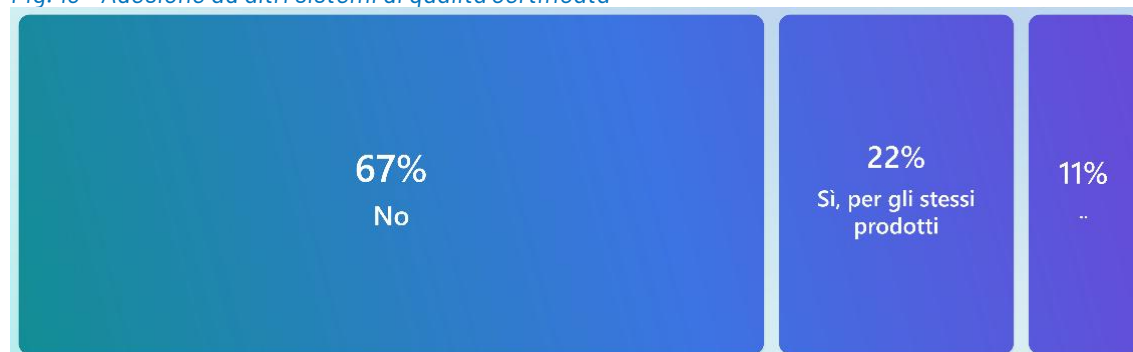 67%
No
22%
Sì, per gli stessi
prodotti
11%
..